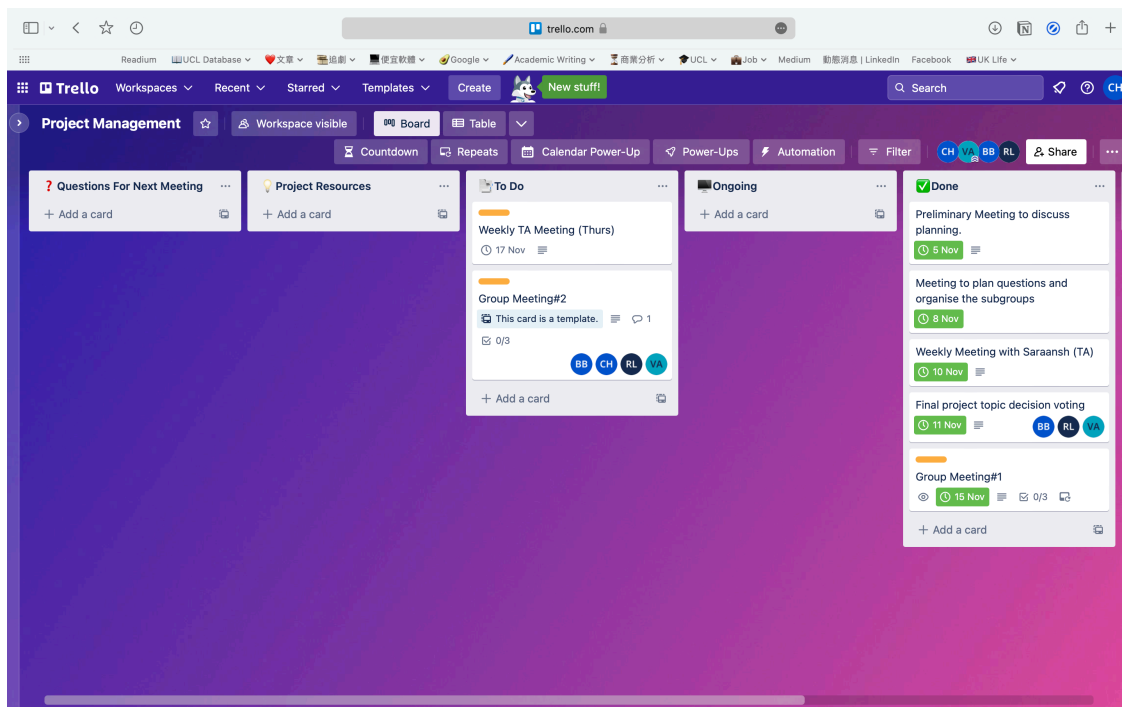 trello.com
Readium UCL Database 文章 追劇 便宜軟體 Google Academic Writing 商業分析 UCL Job Medium 動態消息 | LinkedIn Facebook UK LIfe
Trello Workspaces Recent Starred Templates Create New stuff! Search CH
Project Management Workspace visible Board Table
Countdown Repeats Calendar Power-Up Power-Ups Automation Filter CH VA BB RL Share
Questions For Next Meeting
+ Add a card
Project Resources
+ Add a card
To Do
Weekly TA Meeting (Thurs)
17 Nov
Group Meeting#2
This card is a template. 1
0/3
BB CH RL VA
+ Add a card
Ongoing
+ Add a card
Done
Preliminary Meeting to discuss
planning.
5 Nov
Meeting to plan questions and
organise the subgroups
8 Nov
Weekly Meeting with Saraansh (TA)
10 Nov
Final project topic decision voting
11 Nov BB RL VA
Group Meeting#1
15 Nov 0/3
+ Add a card